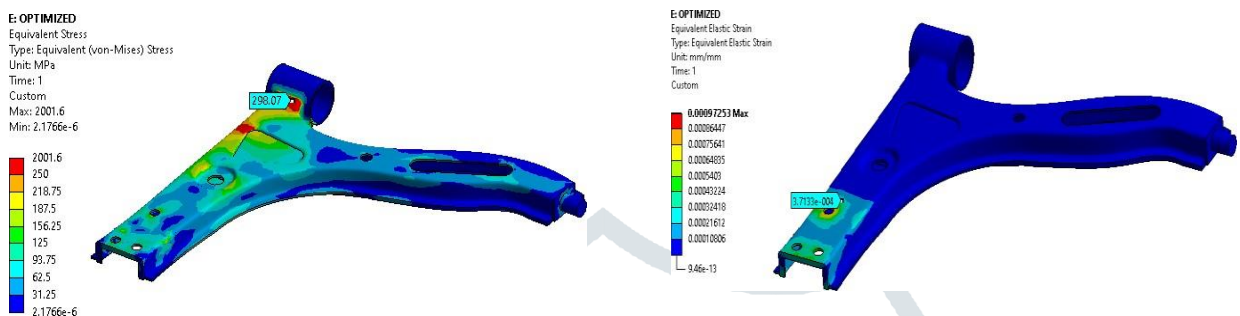 E: OPTIMIZED
Equivalent Stress
Type: Equivalent (von-Mises) Stress
Unit: MPa
Time: 1
Custom
Max: 2001.6
Min: 2.1766e-6
298.07
2001.6
250
218.75
187.5
156.25
125
93.75
62.5
31.25
2.1766e-6
E: OPTIMIZED
Equivalent Elastic Strain
Type: Equivalent Elastic Strain
Unit: mm/mm
Time: 1
Custom
0.00097253 Max
0.00086447
0.00075641
0.00064835
0.0005403
0.00043224
0.00032418
0.00021612
0.00010806
9.46e-13
3.7133e-004